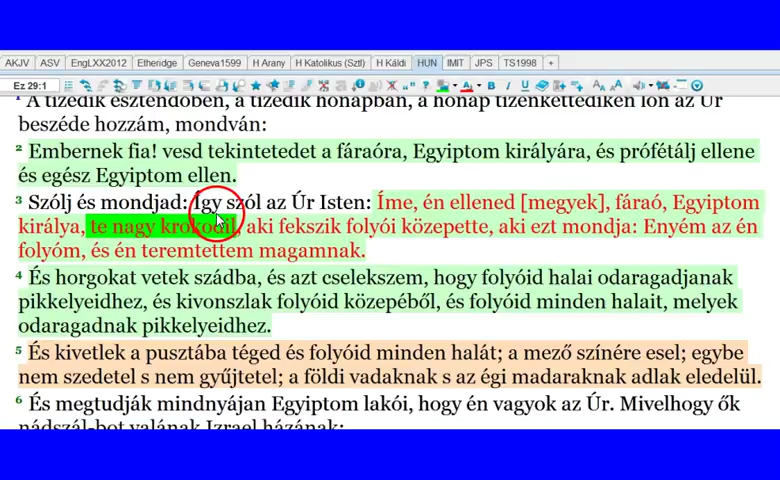 AKJV ASV EngLXX2012 Etheridge Geneva1599 H Arany H Katolikus (Sztl) H Káldi HUN IMIT JPS TS1998 +
Ez 29:1
1 A tizedik esztendőben, a tizedik hónapban, a hónap tizenkettedikén lőn az Úr
beszéde hozzám, mondván:
2 Embernek fia! vesd tekintetedet a fáraóra, Egyiptom királyára, és prófétálj ellene
és egész Egyiptom ellen.
3 Szólj és mondjad: Így szól az Úr Isten: Íme, én ellened [megyek], fáraó, Egyiptom
királya, te nagy krokodil, aki fekszik folyói közepette, aki ezt mondja: Enyém az én
folyóm, és én teremtettem magamnak.
4 És horgokat vetek szádba, és azt cselekszem, hogy folyóid halai odaragadjanak
pikkelyeidhez, és kivonszlak folyóid közepéből, és folyóid minden halait, melyek
odaragadnak pikkelyeidhez.
5 És kivetlek a pusztába téged és folyóid minden halát; a mező színére esel; egybe
nem szedetel s nem gyűjtetel; a földi vadaknak s az égi madaraknak adlak eledelül.
6 És megtudják mindnyájan Egyiptom lakói, hogy én vagyok az Úr. Mivelhogy ők
nádszál-bot valának Izrael házának: